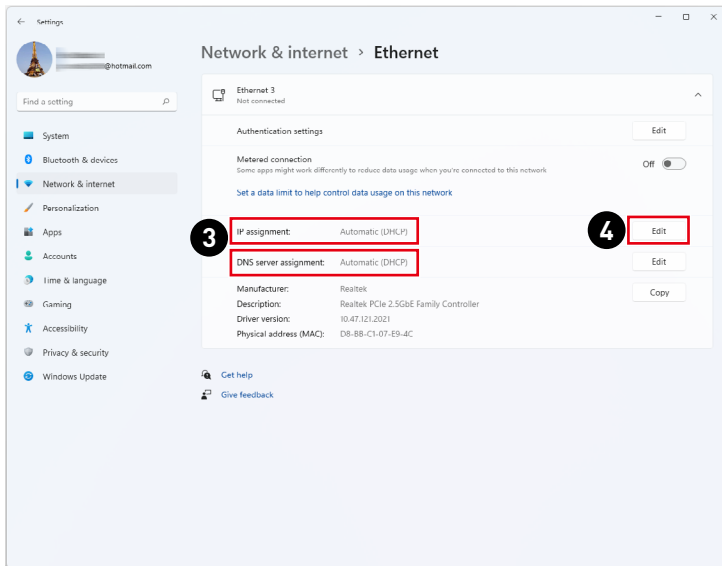 Settings
@hotmail.com
Find a setting
System
Bluetooth & devices
Network & internet
Personalization
Apps
Accounts
Time & language
Gaming
Accessibility
Privacy & security
Windows Update
Network & internet > Ethernet
Ethernet 3
Not connected
Authentication settings
Edit
Metered connection
Some apps might work differently to reduce data usage when you're connected to this network
Off
Set a data limit to help control data usage on this network
3
IP assignment: Automatic (DHCP)
4
Edit
DNS server assignment: Automatic (DHCP)
Edit
Manufacturer: Realtek
Copy
Description: Realtek PCIe 2.5GbE Family Controller
Driver version: 10.47.121.2021
Physical address (MAC): D8-BB-C1-07-E9-4C
Get help
Give feedback